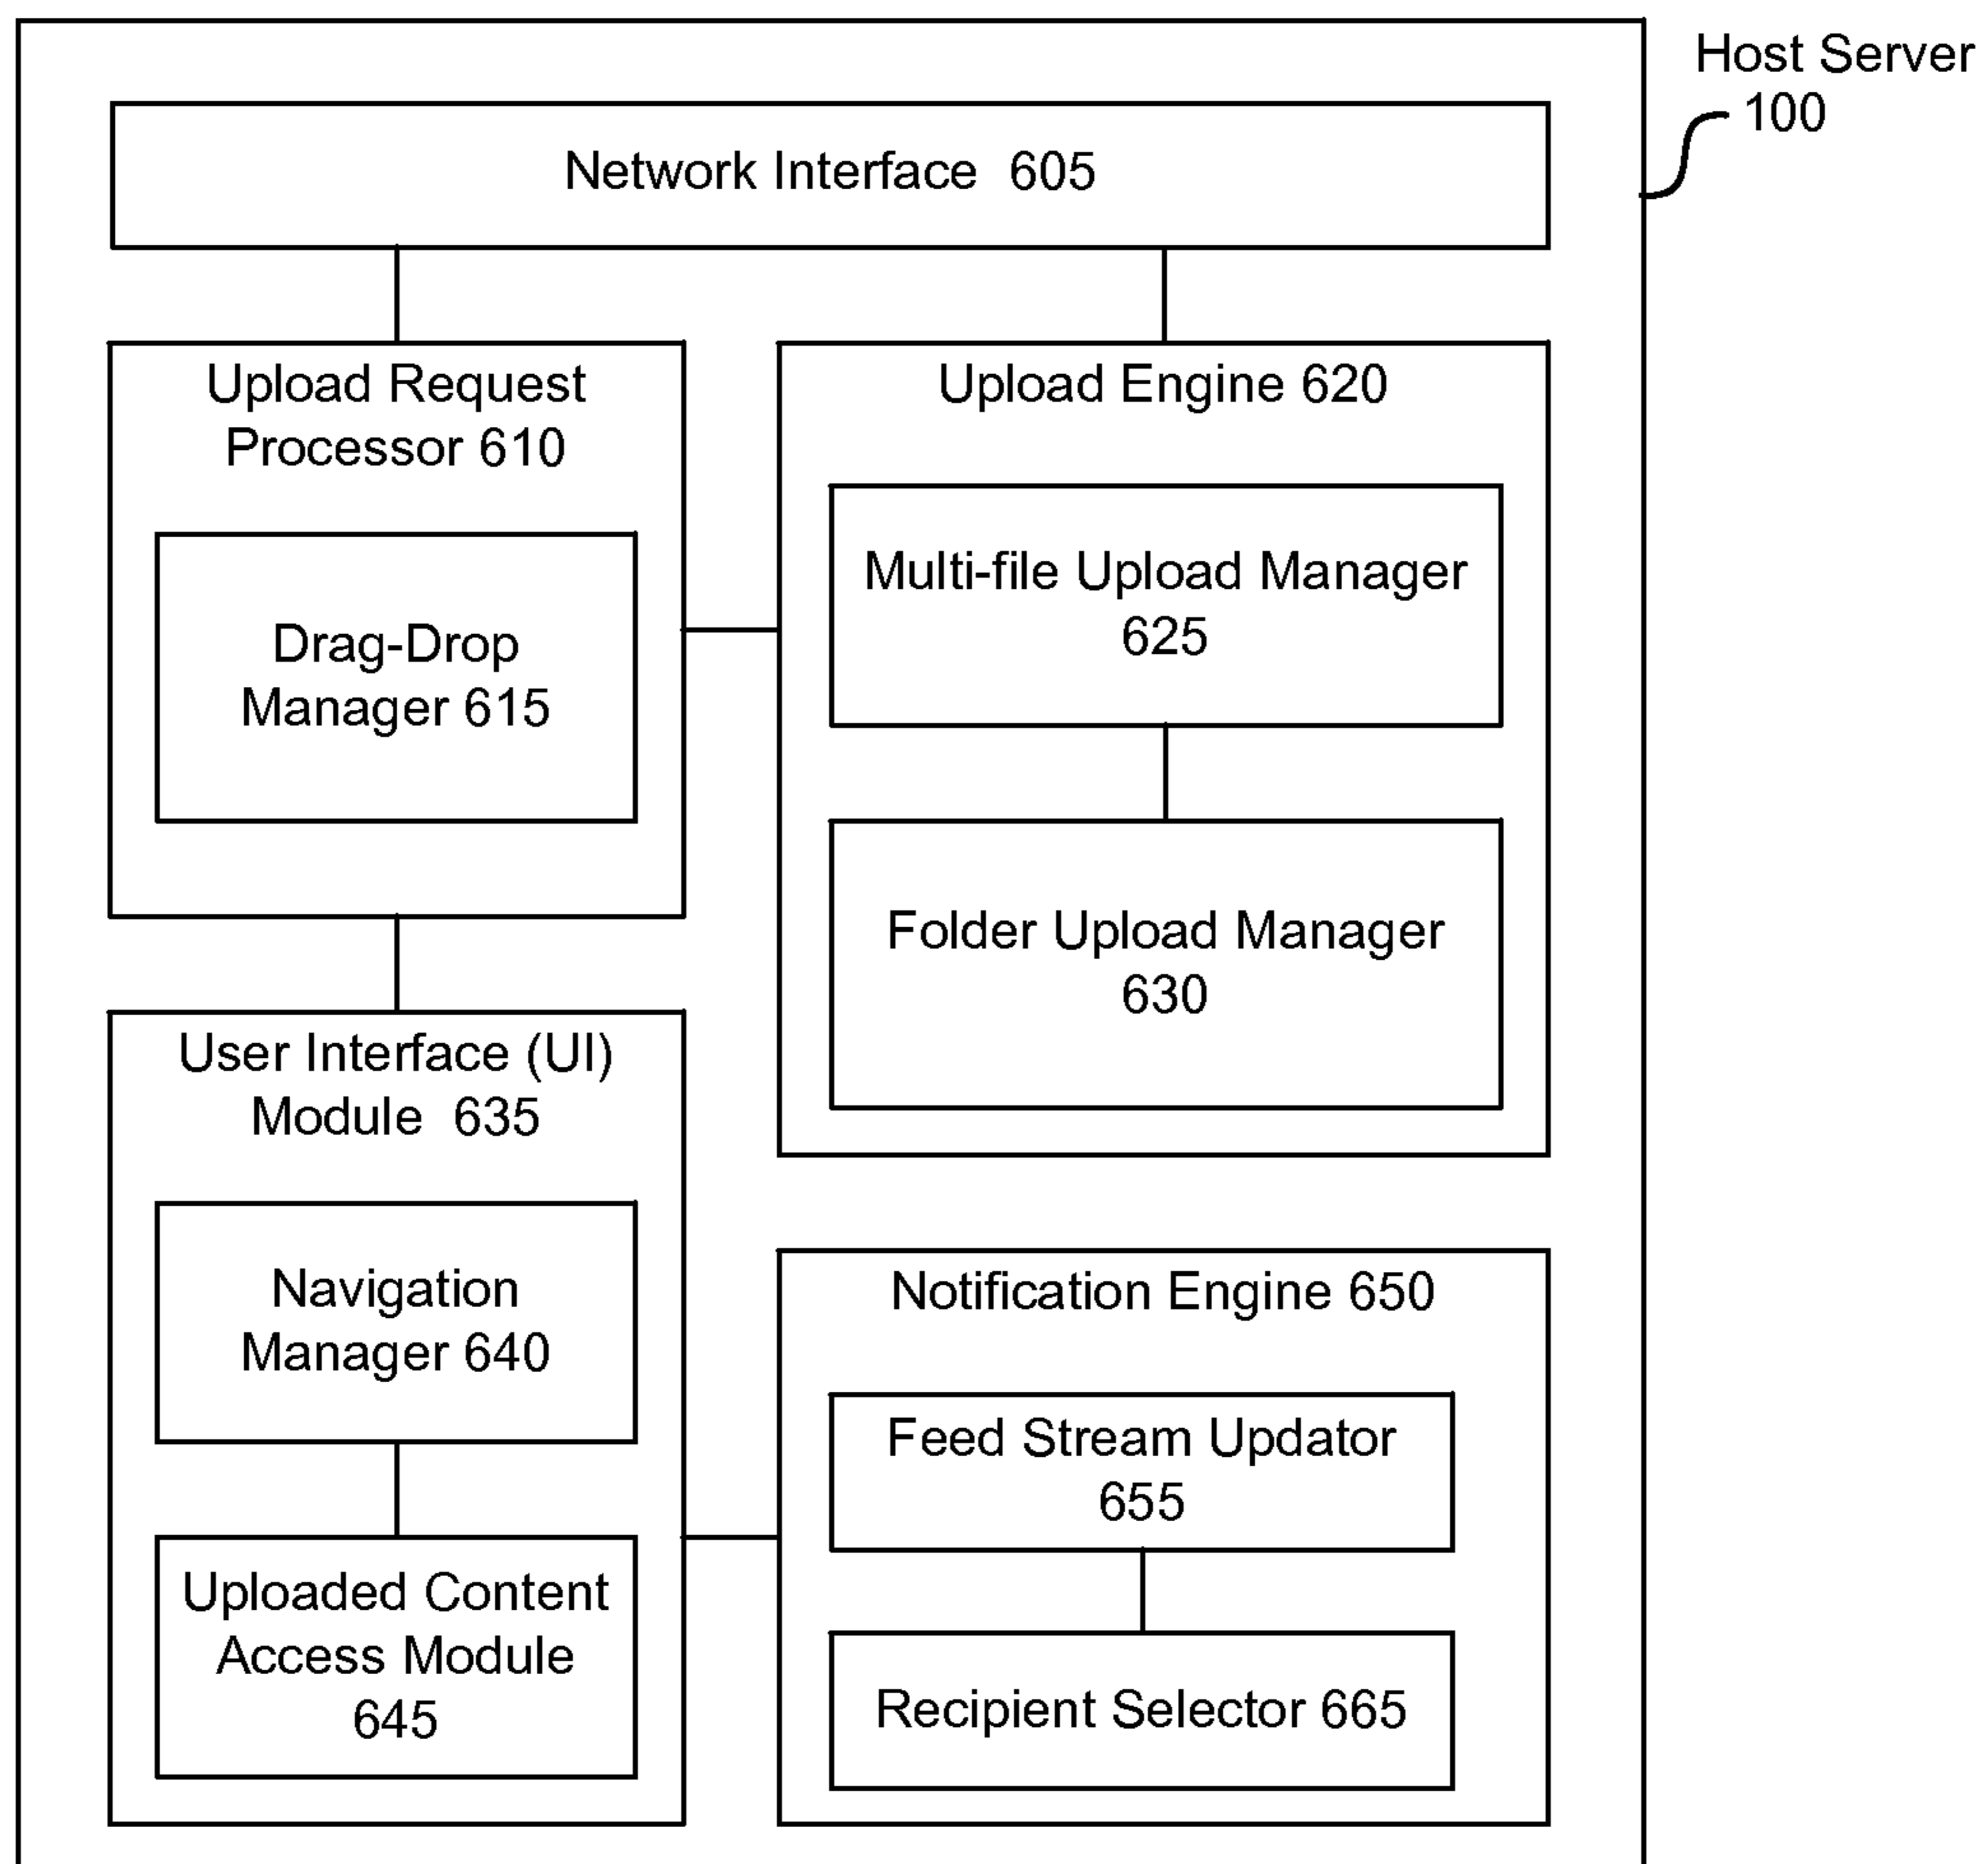 Host Server
100
Network Interface  605
Upload Request
Processor 610
Drag-Drop
Manager 615
Upload Engine 620
Multi-file Upload Manager
625
Folder Upload Manager
630
User Interface (UI)
Module  635
Navigation
Manager 640
Uploaded Content
Access Module
645
Notification Engine 650
Feed Stream Updator
655
Recipient Selector 665